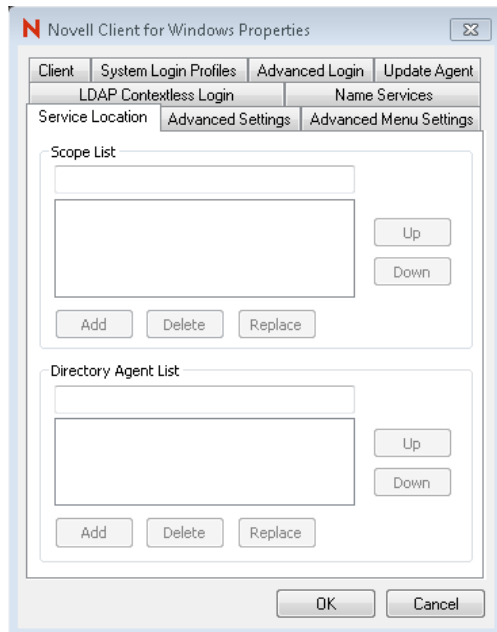 N Novell Client for Windows Properties
Client System Login Profiles Advanced Login Update Agent
LDAP Contextless Login Name Services
Service Location Advanced Settings Advanced Menu Settings
Scope List
Up
Down
Add Delete Replace
Directory Agent List
Up
Down
Add Delete Replace
OK Cancel